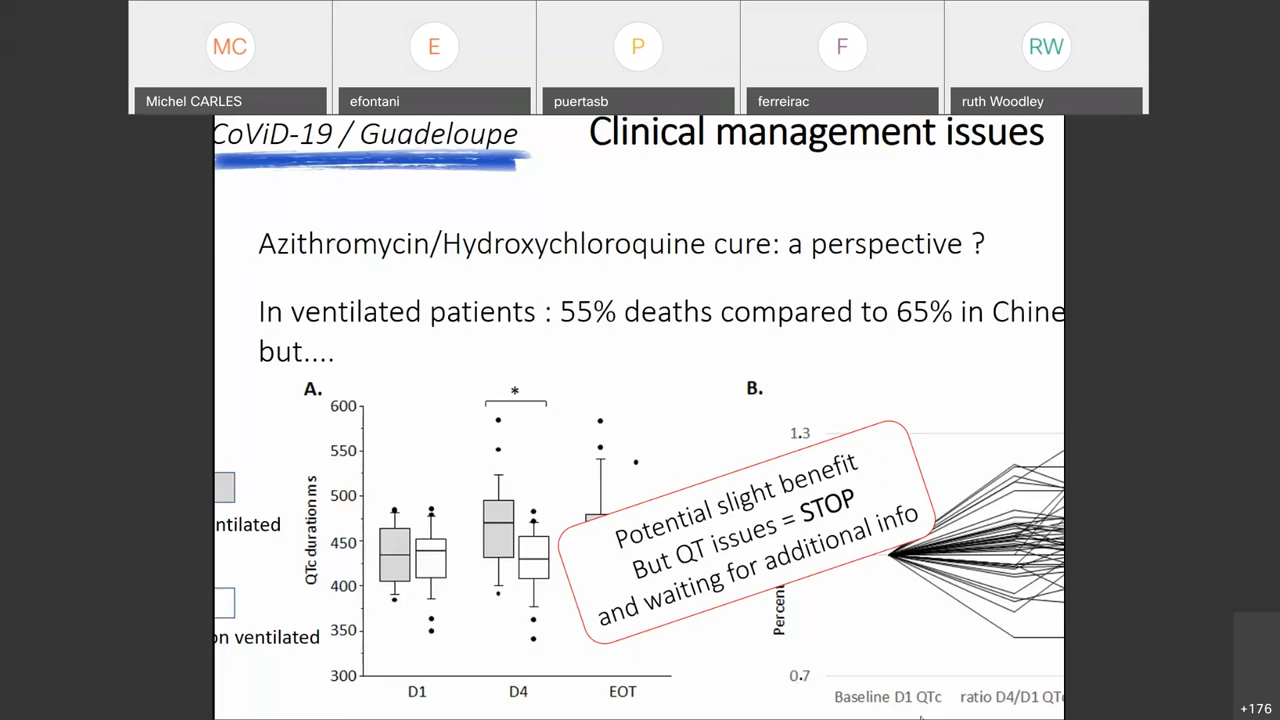 MC
E
P
F
RW
Michel CARLES
efontani
puertasb
ferreirac
ruth Woodley
CoViD-19 / Guadeloupe
Clinical management issues
Azithromycin/Hydroxychloroquine cure: a perspective ?
In ventilated patients : 55% deaths compared to 65% in Chine
but....
A.
*
B.
600
550
500
450
400
350
300
QTc duration ms
D1
D4
EOT
ntilated
on ventilated
Potential slight benefit
But QT issues = STOP
and waiting for additional info
1.3
0.7
Percent
Baseline D1 QTc
ratio D4/D1 QTc
+176